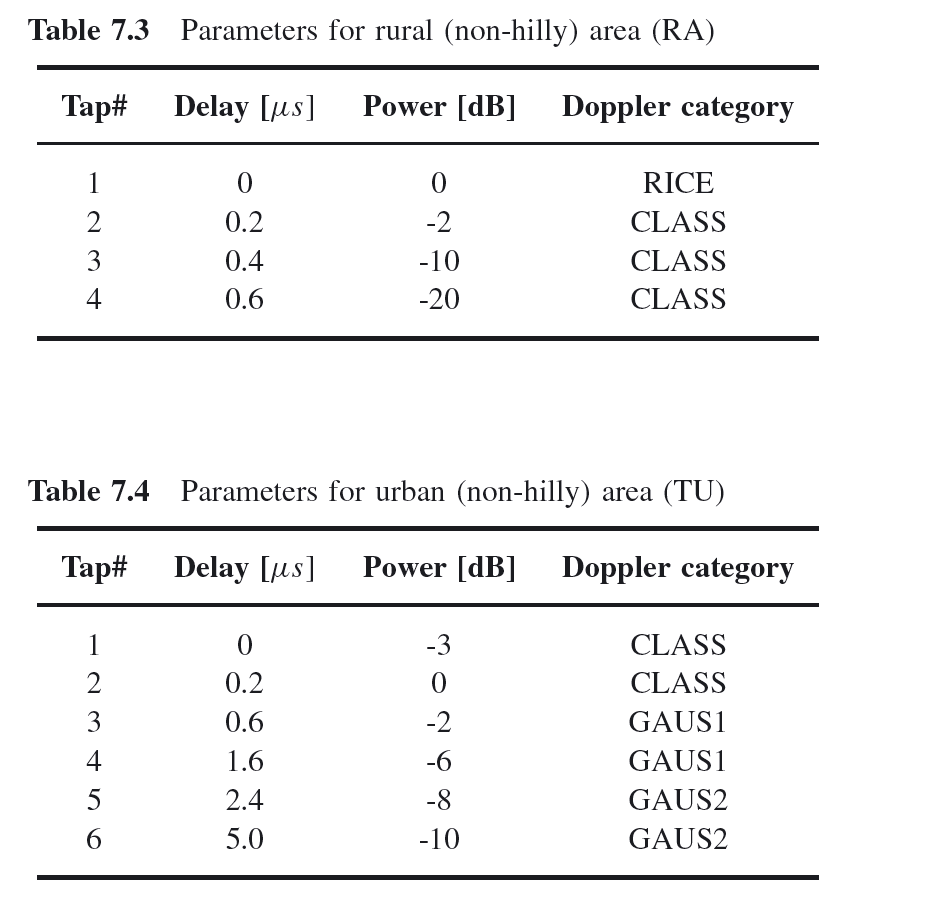 Table 7.3 Parameters for rural (non-hilly) area (RA)
Tap# Delay [μs] Power [dB] Doppler category
1 0 0 RICE
2 0.2 -2 CLASS
3 0.4 -10 CLASS
4 0.6 -20 CLASS
Table 7.4 Parameters for urban (non-hilly) area (TU)
Tap# Delay [μs] Power [dB] Doppler category
1 0 -3 CLASS
2 0.2 0 CLASS
3 0.6 -2 GAUS1
4 1.6 -6 GAUS1
5 2.4 -8 GAUS2
6 5.0 -10 GAUS2